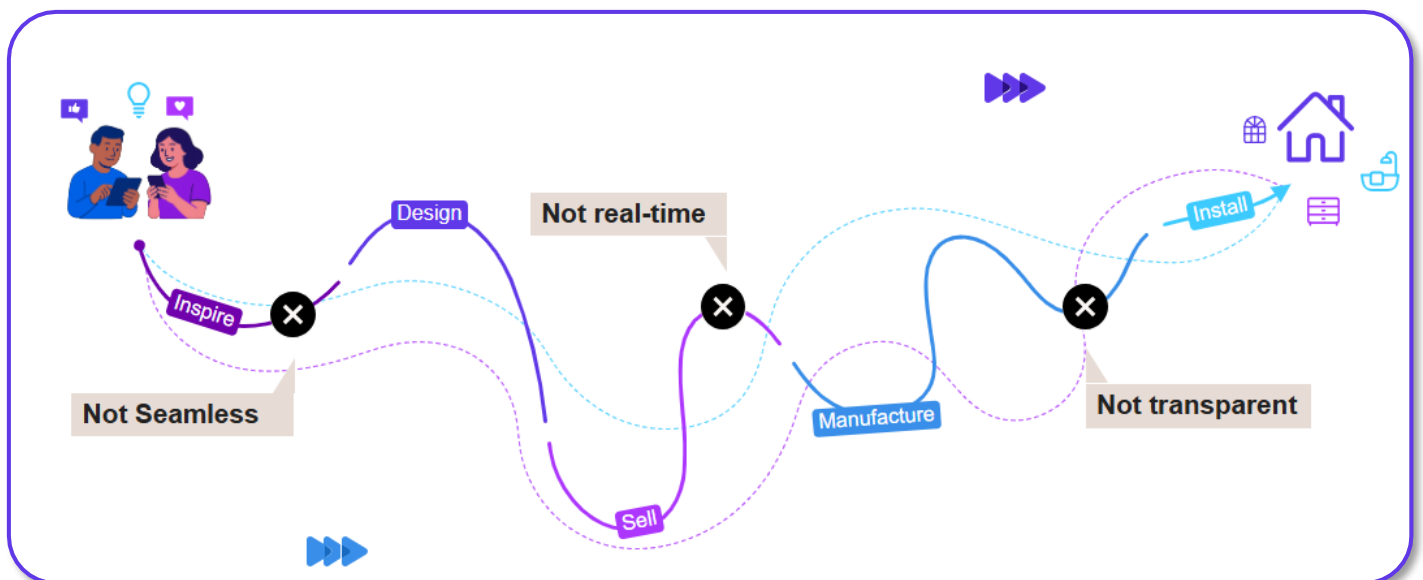 Design
Not real-time
Install
Inspire
Not Seamless
Not transparent
Manufacture
Sell